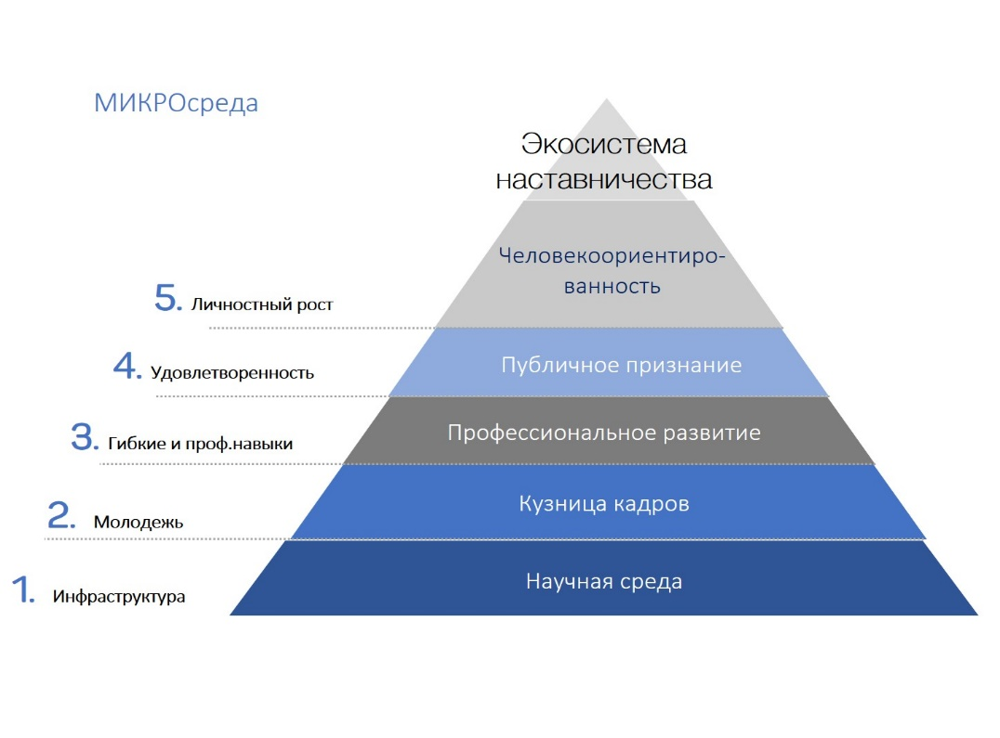 МИКРОсреда
Экосистема
наставничества
Человекоориентиро-
ванность
5. Личностный рост
Публичное признание
4. Удовлетворенность
Профессиональное развитие
3. Гибкие и проф.навыки
Кузница кадров
2. Молодежь
Научная среда
1. Инфраструктура